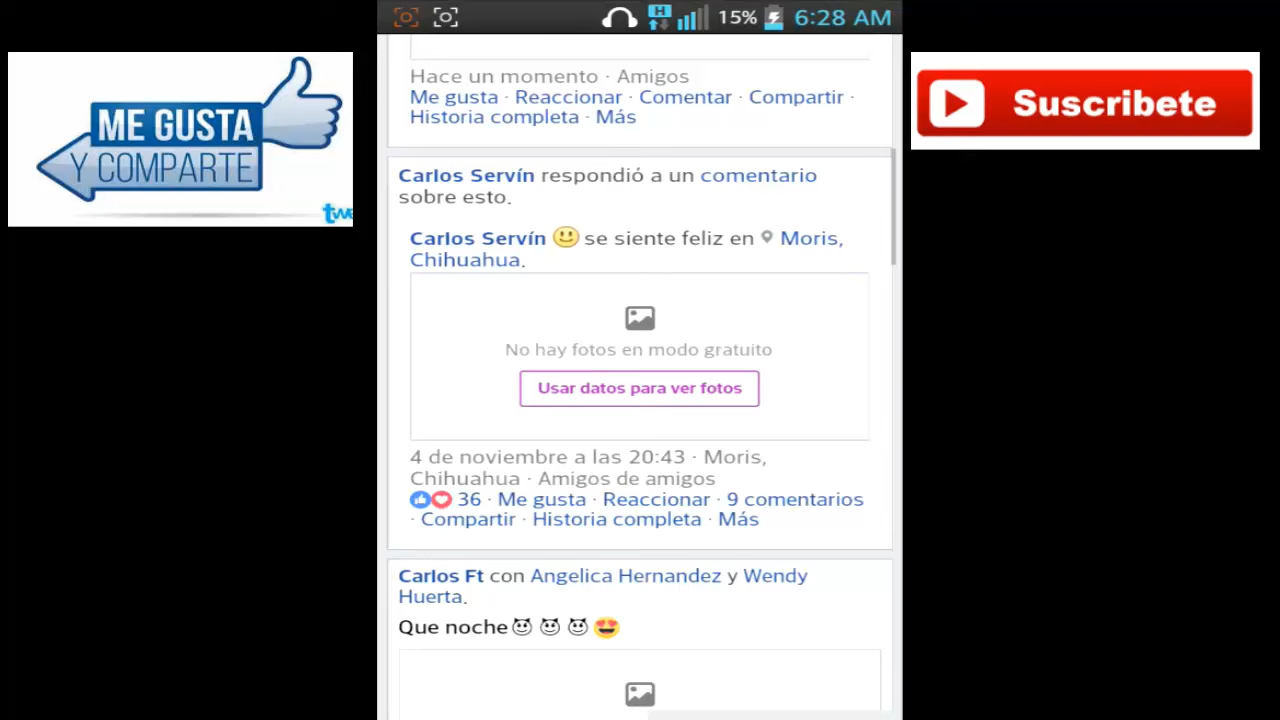 ME GUSTA
Y COMPARTE
Suscribete
H
15%
6:28 AM
Hace un momento · Amigos
Me gusta · Reaccionar · Comentar · Compartir ·
Historia completa · Más
Carlos Servín respondió a un comentario
sobre esto.
Carlos Servín se siente feliz en Moris,
Chihuahua.
No hay fotos en modo gratuito
Usar datos para ver fotos
4 de noviembre a las 20:43 · Moris,
Chihuahua · Amigos de amigos
36 · Me gusta · Reaccionar · 9 comentarios
· Compartir · Historia completa · Más
Carlos Ft con Angelica Hernandez y Wendy
Huerta.
Que noche😈 😈 😈 😍